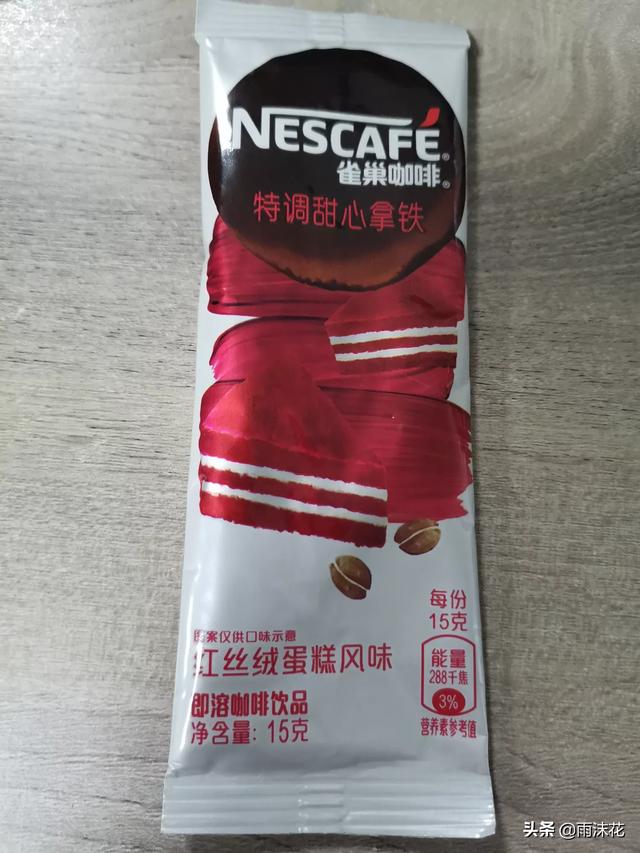 NESCAFÉ®
雀巢咖啡®
特调甜心拿铁
每份
15克
能量
288千焦
3%
营养素参考值
图案仅供口味示意
红丝绒蛋糕风味
即溶咖啡饮品
净含量: 15克
头条 @雨沫花